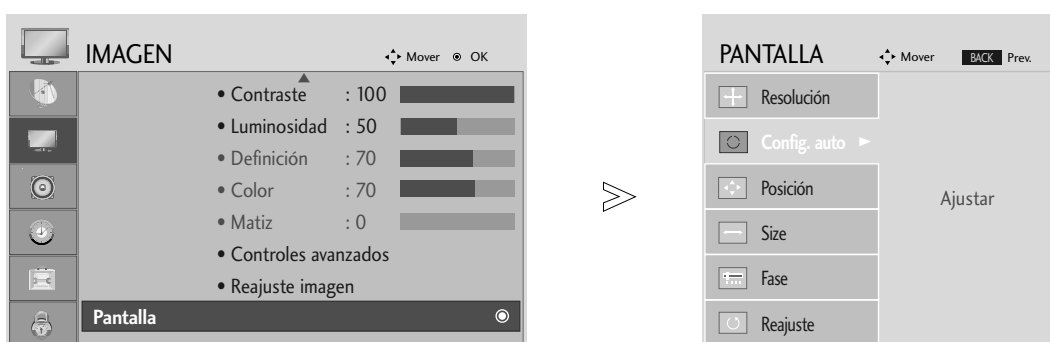 IMAGEN
Mover OK
• Contraste : 100
• Luminosidad : 50
• Definición : 70
• Color : 70
• Matiz : 0
• Controles avanzados
• Reajuste imagen
Pantalla
PANTALLA
Mover BACK Prev.
Resolución
Config. auto
Posición
Size
Fase
Reajuste
Ajustar